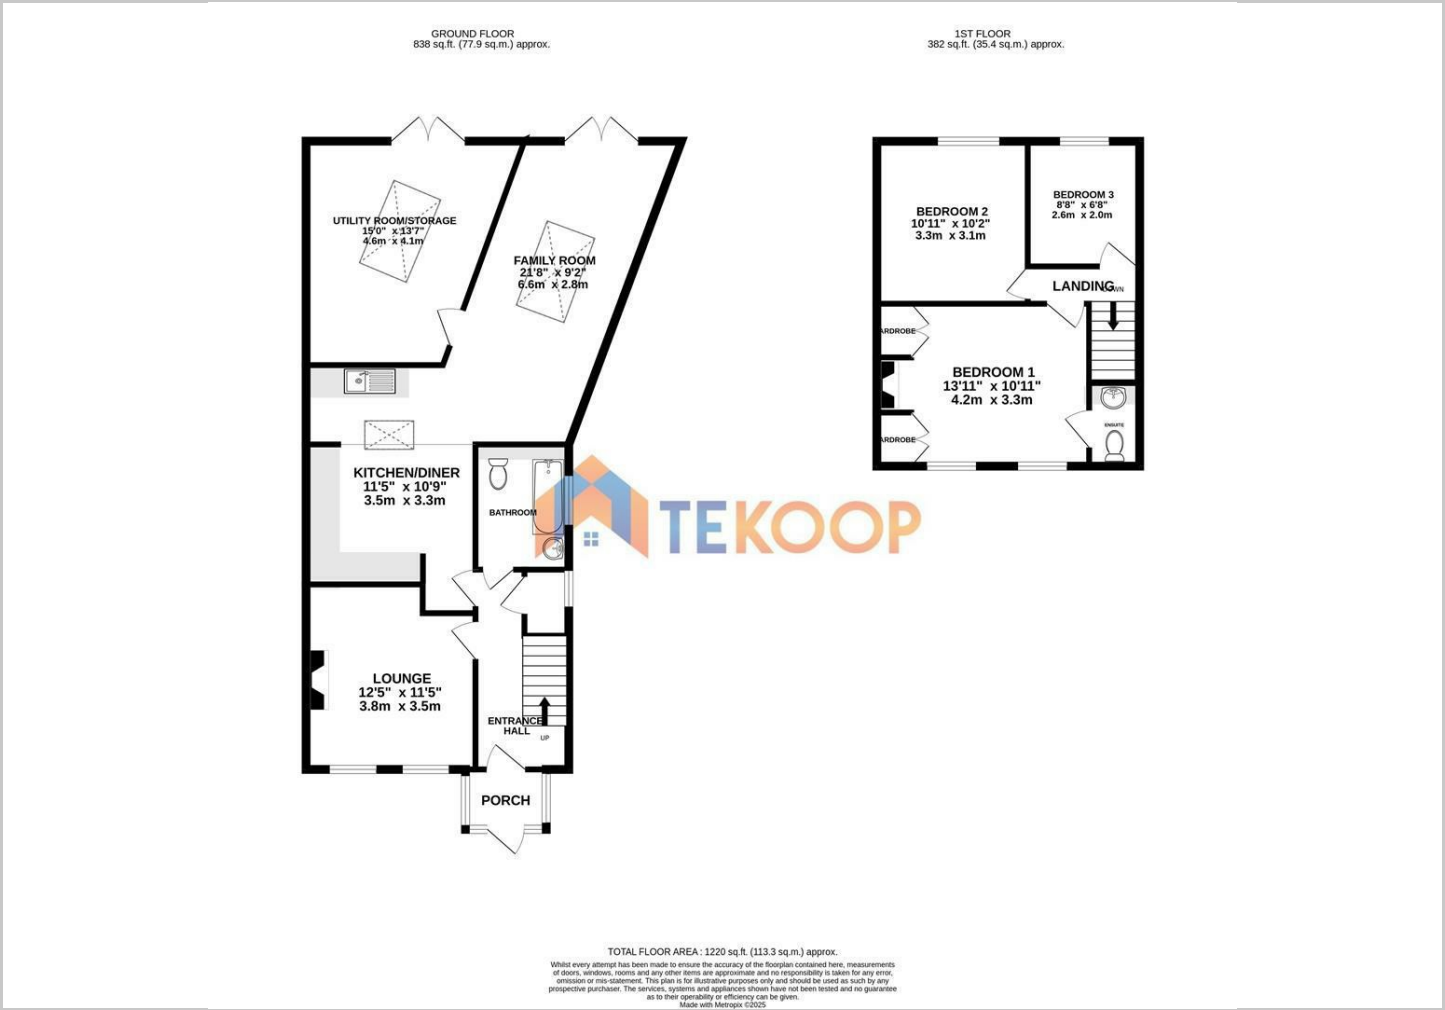 GROUND FLOOR
838 sq.ft. (77.9 sq.m.) approx.
1ST FLOOR
382 sq.ft. (35.4 sq.m.) approx.
UTILITY ROOM/STORAGE
15'0" x 13'7"
4.6m x 4.1m
FAMILY ROOM
21'8" x 9'2"
6.6m x 2.8m
KITCHEN/DINER
11'5" x 10'9"
3.5m x 3.3m
BATHROOM
LOUNGE
12'5" x 11'5"
3.8m x 3.5m
ENTRANCE
HALL
UP
PORCH
BEDROOM 2
10'11" x 10'2"
3.3m x 3.1m
BEDROOM 3
8'8" x 6'8"
2.6m x 2.0m
LANDING
DOWN
ARDROBE
BEDROOM 1
13'11" x 10'11"
4.2m x 3.3m
ARDROBE
ENSUITE
TEKOOP
TOTAL FLOOR AREA : 1220 sq.ft. (113.3 sq.m.) approx.
Whilst every attempt has been made to ensure the accuracy of the floorplan contained here, measurements
of doors, windows, rooms and any other items are approximate and no responsibility is taken for any error,
omission or mis-statement. This plan is for illustrative purposes only and should be used as such by any
prospective purchaser. The services, systems and appliances shown have not been tested and no guarantee
as to their operability or efficiency can be given.
Made with Metropix ©2025